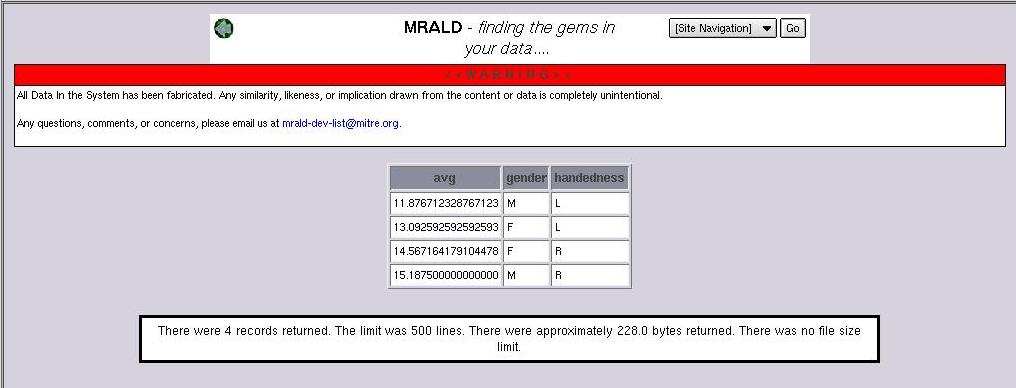 MRALD - finding the gems in
your data....
[Site Navigation]
Go
<<WARNING>>
All Data In the System has been fabricated. Any similarity, likeness, or implication drawn from the content or data is completely unintentional.
Any questions, comments, or concerns, please email us at mrald-dev-list@mitre.org.
avg gender handedness
11.876712328767123 M L
13.092592592592593 F L
14.567164179104478 F R
15.187500000000000 M R
There were 4 records returned. The limit was 500 lines. There were approximately 228.0 bytes returned. There was no file size
limit.